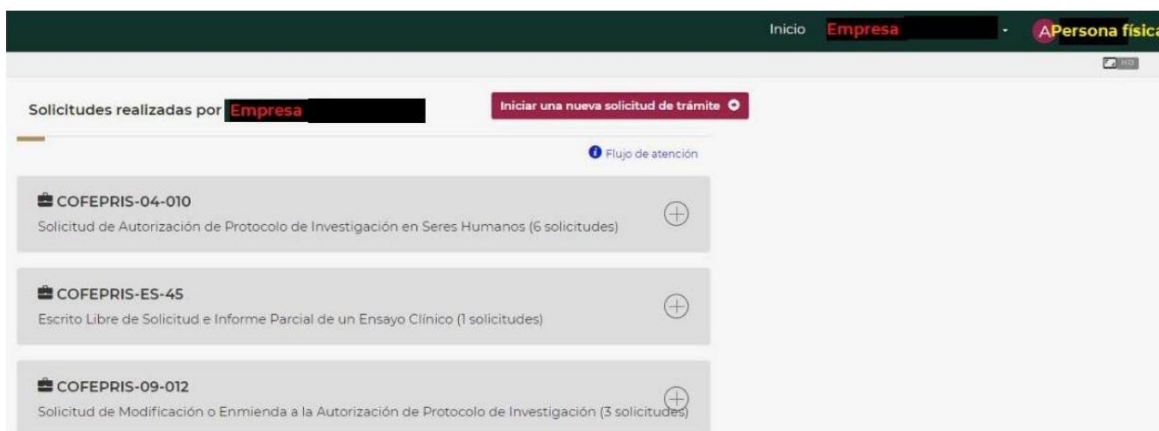 Inicio Empresa APersona física
HD
Solicitudes realizadas por Empresa
Iniciar una nueva solicitud de trámite
Flujo de atención
COFEPRIS-04-010
Solicitud de Autorización de Protocolo de Investigación en Seres Humanos (6 solicitudes)
COFEPRIS-ES-45
Escrito Libre de Solicitud e Informe Parcial de un Ensayo Clínico (1 solicitudes)
COFEPRIS-09-012
Solicitud de Modificación o Enmienda a la Autorización de Protocolo de Investigación (3 solicitudes)